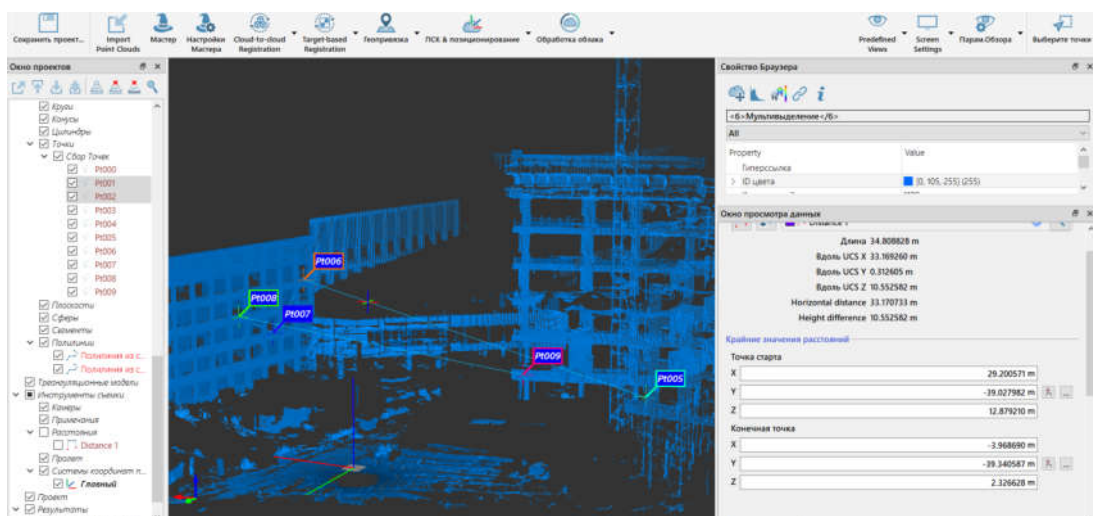 Сохранить проект...
Import Point Clouds
Мастер
Настройки Мастера
Cloud-to-cloud Registration
Target-based Registration
Геопривязка
ПСК & позиционирование
Обработка облака
Predefined Views
Screen Settings
Парам.Обзора
Выберите точки
Окно проектов
Круги
Конусы
Цилиндры
Точки
Сбор Точек
Pt000
Pt001
Pt002
Pt003
Pt004
Pt005
Pt006
Pt007
Pt008
Pt009
Плоскости
Сферы
Сегменты
Полилинии
Полилиния из с...
Полилиния из с...
Триангуляционные модели
Инструменты съемки
Камеры
Примечания
Расстояния
Distance 1
Пролет
Системы координат п...
Главный
Проект
Результаты
Pt006
Pt008
Pt007
Pt009
Pt005
Свойство Браузера
<6>Мультивыделение</6>
All
Property Value
Гиперссылка
ID цвета [0, 105, 255] (255)
Окно просмотра данных
Distance 1
Длина 34.808828 m
Вдоль UCS X 33.169260 m
Вдоль UCS Y 0.312605 m
Вдоль UCS Z 10.552582 m
Horizontal distance 33.170733 m
Height difference 10.552582 m
Крайние значения расстояний
Точка старта
X 29.200571 m
Y -39.027982 m
Z 12.879210 m
Конечная точка
X -3.968690 m
Y -39.340587 m
Z 2.326628 m